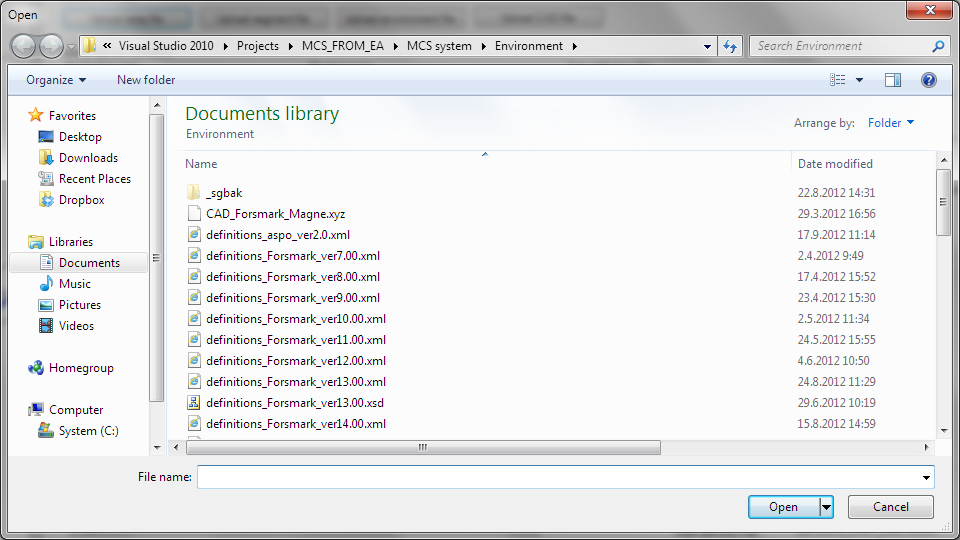 Open
« Visual Studio 2010 Projects MCS_FROM_EA MCS system Environment Search Environment
Organize New folder
Favorites
Desktop
Downloads
Recent Places
Dropbox
Libraries
Documents
Music
Pictures
Videos
Homegroup
Computer
System (C:)
Documents library
Environment
Arrange by: Folder
Name Date modified
_sgbak 22.8.2012 14:31
CAD_Forsmark_Magne.xyz 29.3.2012 16:56
definitions_aspo_ver2.0.xml 17.9.2012 11:14
definitions_Forsmark_ver7.00.xml 2.4.2012 9:49
definitions_Forsmark_ver8.00.xml 17.4.2012 15:52
definitions_Forsmark_ver9.00.xml 23.4.2012 15:30
definitions_Forsmark_ver10.00.xml 2.5.2012 11:34
definitions_Forsmark_ver11.00.xml 24.5.2012 15:55
definitions_Forsmark_ver12.00.xml 4.6.2012 10:50
definitions_Forsmark_ver13.00.xml 24.8.2012 11:29
definitions_Forsmark_ver13.00.xsd 29.6.2012 10:19
definitions_Forsmark_ver14.00.xml 15.8.2012 14:59
File name:
Open Cancel